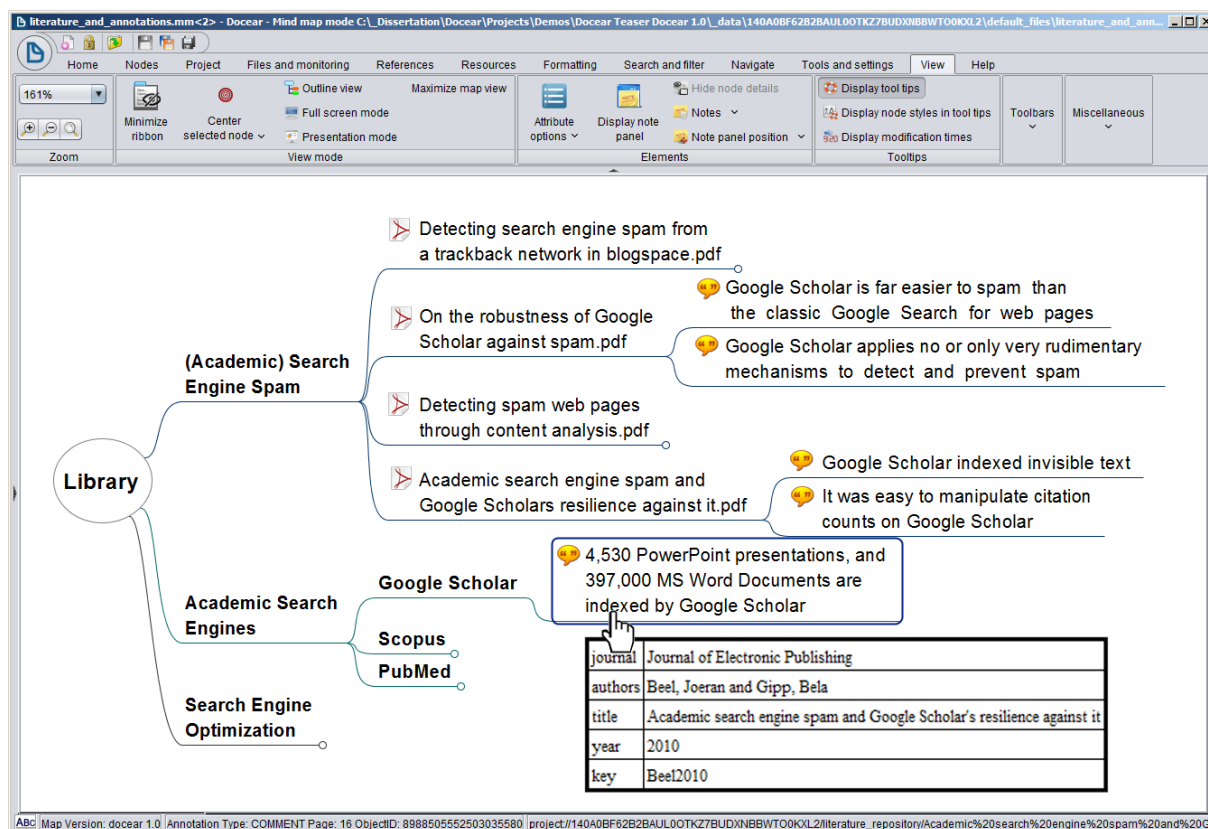 literature_and_annotations.mm<2> - Docear - Mind map mode C:\_Dissertation\Docear\Projects\Demos\Docear Teaser Docear 1.0\_data\140A0BF62B2BAUL0OTKZ7BUDXNBBWTO0KXL2\default_files\literature_and_ann...
Home Nodes Project Files and monitoring References Resources Formatting Search and filter Navigate Tools and settings View Help
161%
Zoom
Minimize ribbon
Center selected node
Outline view
Full screen mode
Presentation mode
Maximize map view
View mode
Attribute options
Display note panel
Hide node details
Notes
Note panel position
Elements
Display tool tips
Display node styles in tool tips
Display modification times
Tooltips
Toolbars
Miscellaneous
Library
(Academic) Search
Engine Spam
Detecting search engine spam from
a trackback network in blogspace.pdf
On the robustness of Google
Scholar against spam.pdf
Google Scholar is far easier to spam than
the classic Google Search for web pages
Google Scholar applies no or only very rudimentary
mechanisms to detect and prevent spam
Detecting spam web pages
through content analysis.pdf
Academic search engine spam and
Google Scholars resilience against it.pdf
Google Scholar indexed invisible text
It was easy to manipulate citation
counts on Google Scholar
Academic Search
Engines
Google Scholar
4,530 PowerPoint presentations, and
397,000 MS Word Documents are
indexed by Google Scholar
Scopus
PubMed
Search Engine
Optimization
journal Journal of Electronic Publishing
authors Beel, Joeran and Gipp, Bela
title Academic search engine spam and Google Scholar's resilience against it
year 2010
key Beel2010
ABC Map Version: docear 1.0 Annotation Type: COMMENT Page: 16 ObjectID: 8988505552503035580 project://140A0BF62B2BAUL0OTKZ7BUDXNBBWTO0KXL2/literature_repository/Academic%20search%20engine%20spam%20and%20G